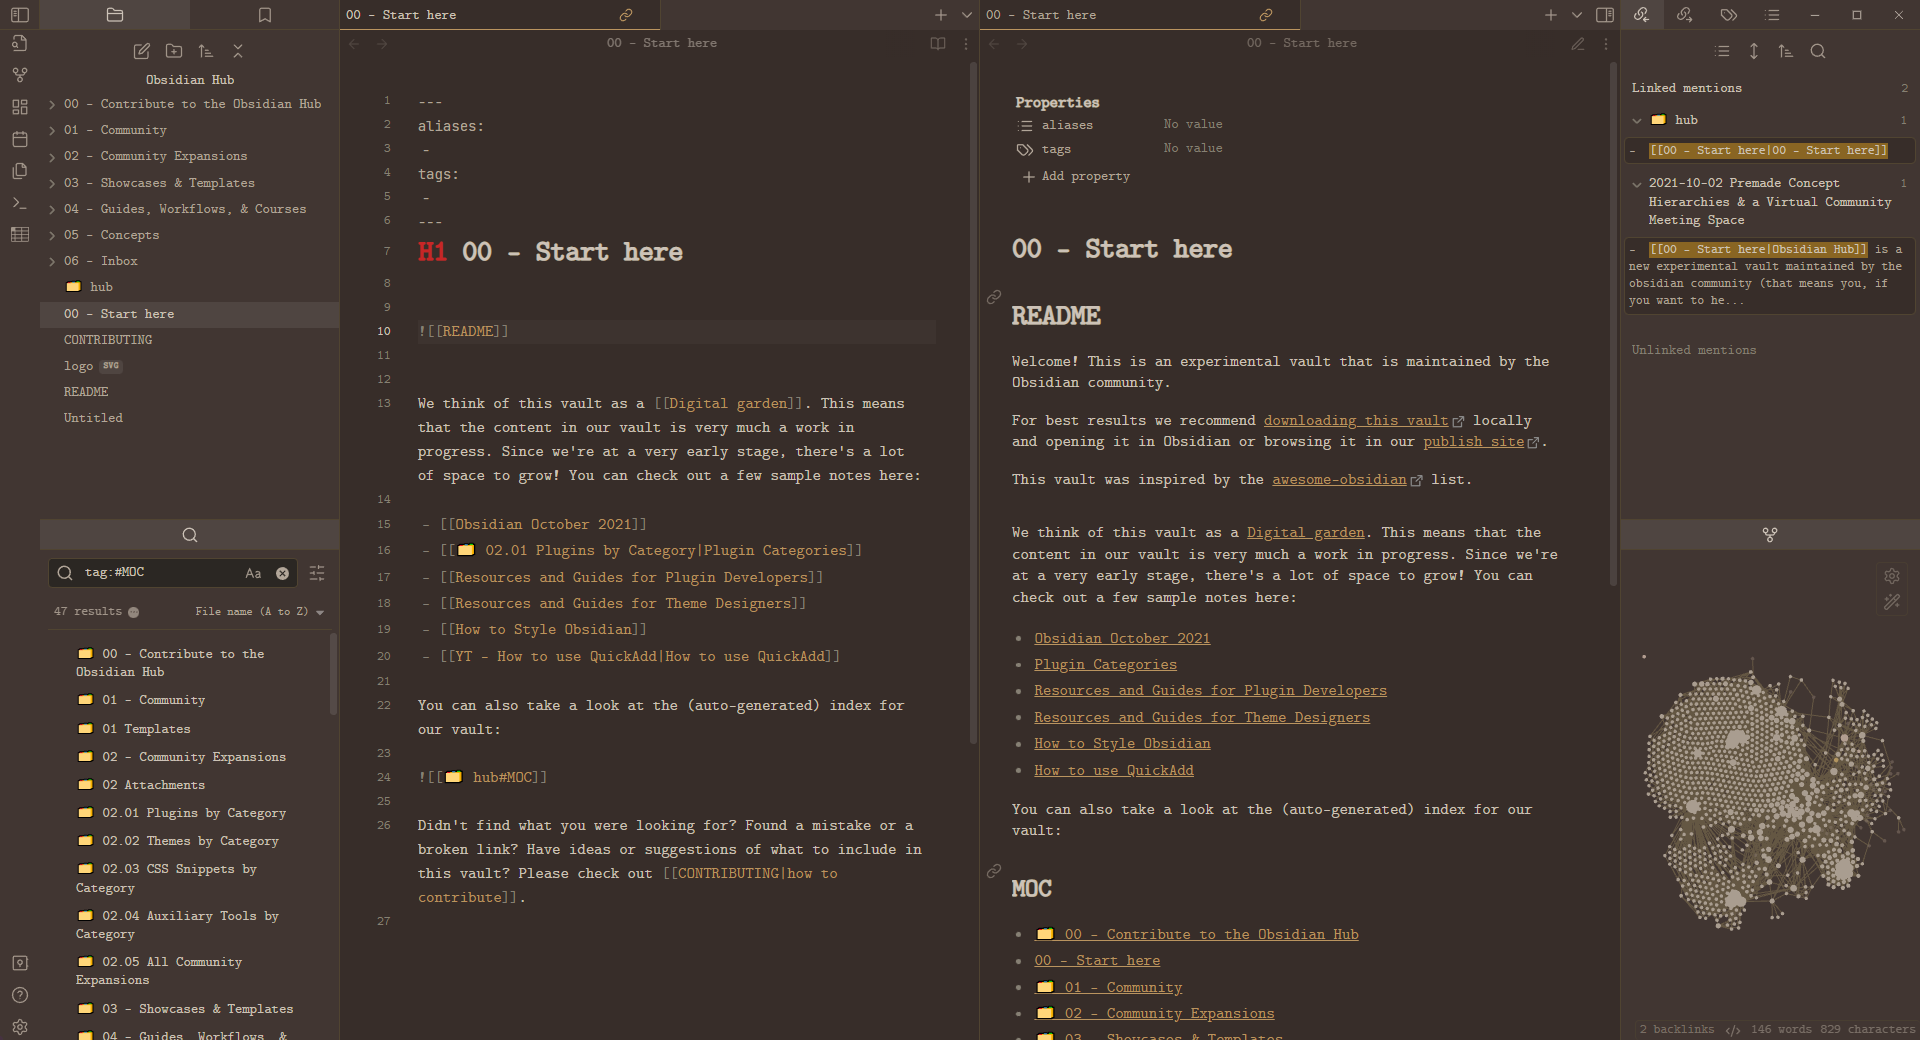 Obsidian Hub
00 - Contribute to the Obsidian Hub
01 - Community
02 - Community Expansions
03 - Showcases & Templates
04 - Guides, Workflows, & Courses
05 - Concepts
06 - Inbox
hub
00 - Start here
CONTRIBUTING
logo SVG
README
Untitled
tag:#MOC Aa
47 results File name (A to Z)
00 - Contribute to the
Obsidian Hub
01 - Community
01 Templates
02 - Community Expansions
02 Attachments
02.01 Plugins by Category
02.02 Themes by Category
02.03 CSS Snippets by
Category
02.04 Auxiliary Tools by
Category
02.05 All Community
Expansions
03 - Showcases & Templates
04 - Guides, Workflows, &
00 - Start here
00 - Start here
1 ---
2 aliases:
3 -
4 tags:
5 -
6 ---
7 H1 00 - Start here
8
9
10 ![[README]]
11
12
13 We think of this vault as a [[Digital garden]]. This means
that the content in our vault is very much a work in
progress. Since we're at a very early stage, there's a lot
of space to grow! You can check out a few sample notes here:
14
15 - [[Obsidian October 2021]]
16 - [[🗂️ 02.01 Plugins by Category|Plugin Categories]]
17 - [[Resources and Guides for Plugin Developers]]
18 - [[Resources and Guides for Theme Designers]]
19 - [[How to Style Obsidian]]
20 - [[YT - How to use QuickAdd|How to use QuickAdd]]
21
22 You can also take a look at the (auto-generated) index for
our vault:
23
24 ![[🗂️ hub#MOC]]
25
26 Didn't find what you were looking for? Found a mistake or a
broken link? Have ideas or suggestions of what to include in
this vault? Please check out [[CONTRIBUTING|how to
contribute]].
27
00 - Start here
00 - Start here
Properties
aliases No value
tags No value
Add property
00 - Start here
README
Welcome! This is an experimental vault that is maintained by the
Obsidian community.
For best results we recommend downloading this vault locally
and opening it in Obsidian or browsing it in our publish site.
This vault was inspired by the awesome-obsidian list.
We think of this vault as a Digital garden. This means that the
content in our vault is very much a work in progress. Since we're
at a very early stage, there's a lot of space to grow! You can
check out a few sample notes here:
Obsidian October 2021
Plugin Categories
Resources and Guides for Plugin Developers
Resources and Guides for Theme Designers
How to Style Obsidian
How to use QuickAdd
You can also take a look at the (auto-generated) index for our
vault:
MOC
00 - Contribute to the Obsidian Hub
00 - Start here
01 - Community
02 - Community Expansions
03 - Showcases & Templates
Linked mentions 2
hub 1
- [[00 - Start here|00 - Start here]]
2021-10-02 Premade Concept 1
Hierarchies & a Virtual Community
Meeting Space
- [[00 - Start here|Obsidian Hub]] is a
new experimental vault maintained by the
obsidian community (that means you, if
you want to he...
Unlinked mentions
2 backlinks 146 words 829 characters